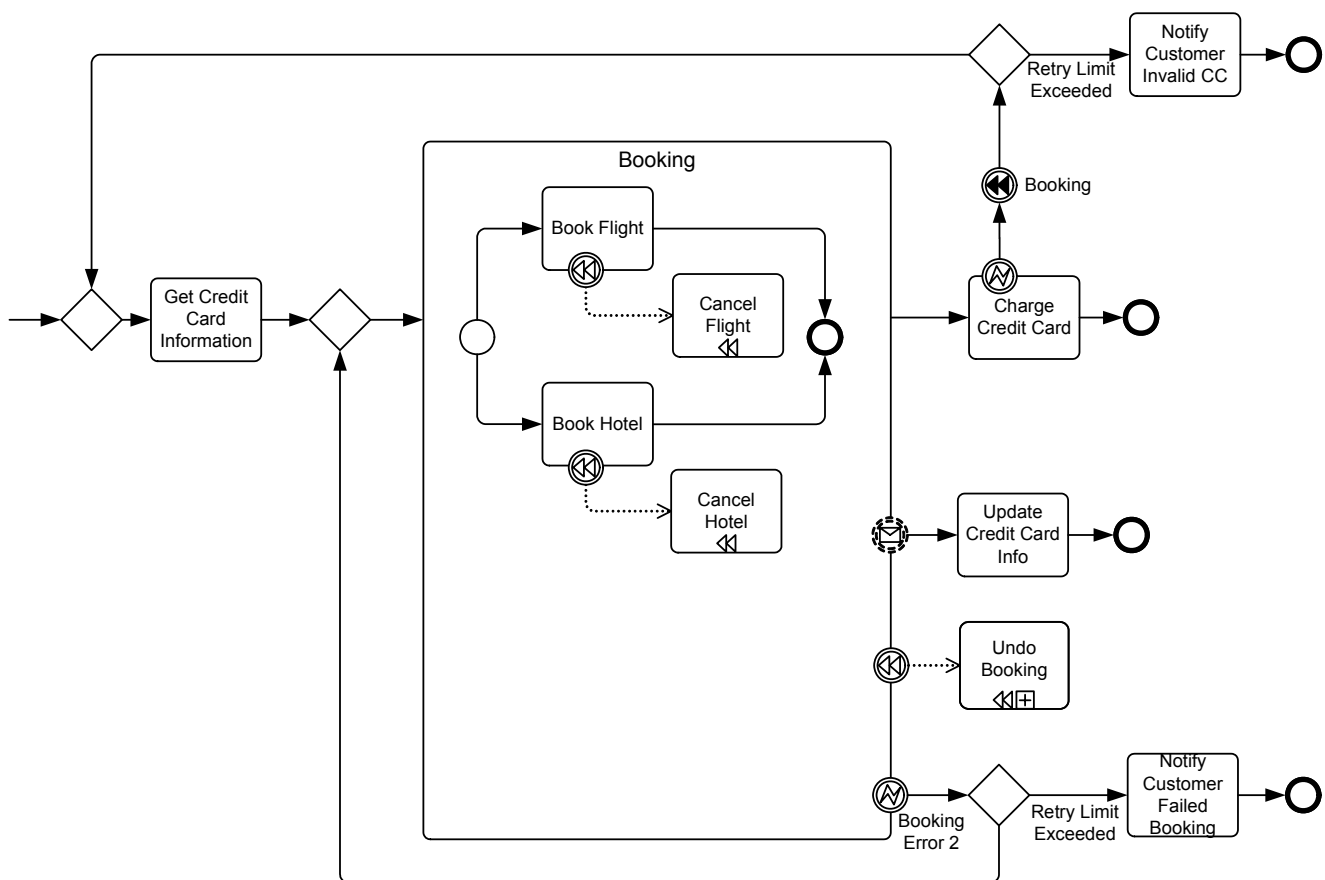 Notify
Customer
Invalid CC
Retry Limit
Exceeded
Booking
Booking
Book Flight
Get Credit
Card
Information
Cancel
Flight
Charge
Credit Card
Book Hotel
Cancel
Hotel
Update
Credit Card
Info
Undo
Booking
Notify
Customer
Failed
Booking
Booking
Error 2
Retry Limit
Exceeded